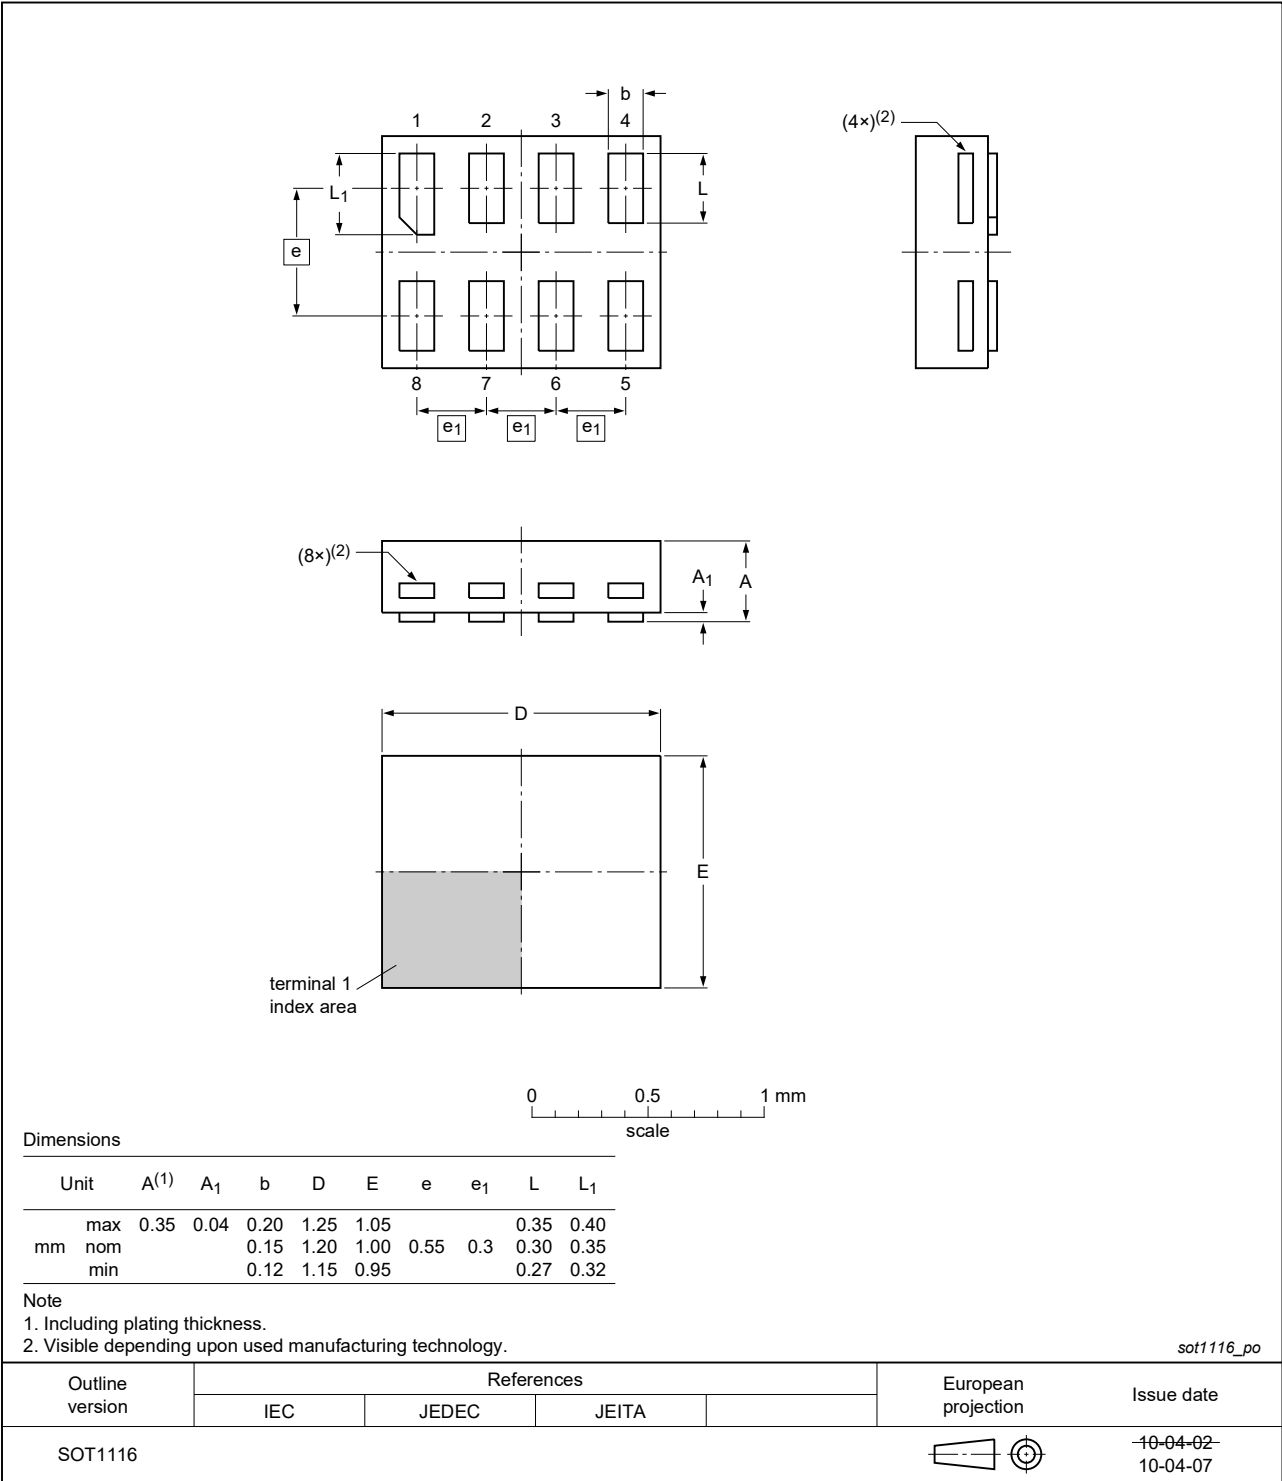 b
1 2 3 4
(4×)(2)
L1
L
e
8 7 6 5
e1 e1 e1
(8×)(2)
A1 A
D
E
terminal 1
index area
0 0.5 1 mm
scale
Dimensions
Unit A(1) A1 b D E e e1 L L1
max 0.35 0.04 0.20 1.25 1.05 0.35 0.40
mm nom 0.15 1.20 1.00 0.55 0.3 0.30 0.35
min 0.12 1.15 0.95 0.27 0.32
Note
1. Including plating thickness.
2. Visible depending upon used manufacturing technology.
sot1116_po
Outline
version
References
IEC JEDEC JEITA
European
projection
Issue date
SOT1116
10-04-02
10-04-07